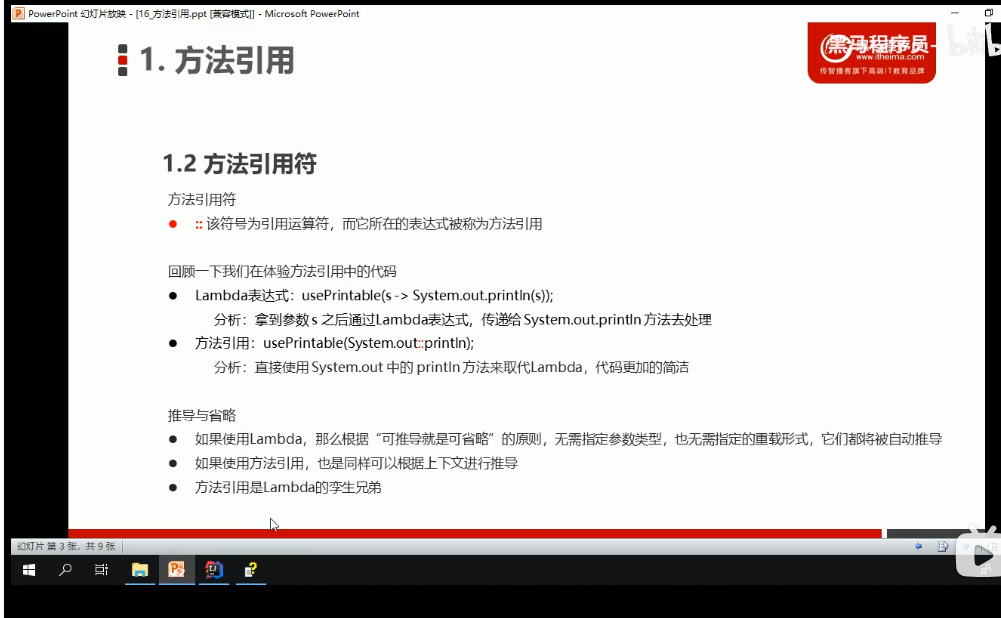 PowerPoint 幻灯片放映 - [16_方法引用.ppt [兼容模式]] - Microsoft PowerPoint
1. 方法引用
黑马程序员
www.itheima.com
传智播客旗下高端IT教育品牌
1.2 方法引用符
方法引用符
● :: 该符号为引用运算符，而它所在的表达式被称为方法引用
回顾一下我们在体验方法引用中的代码
● Lambda表达式：usePrintable(s -> System.out.println(s));
分析：拿到参数 s 之后通过Lambda表达式，传递给 System.out.println 方法去处理
● 方法引用：usePrintable(System.out::println);
分析：直接使用 System.out 中的 println 方法来取代Lambda，代码更加的简洁
推导与省略
● 如果使用Lambda，那么根据“可推导就是可省略”的原则，无需指定参数类型，也无需指定的重载形式，它们都将被自动推导
● 如果使用方法引用，也是同样可以根据上下文进行推导
● 方法引用是Lambda的孪生兄弟
幻灯片 第 3 张，共 9 张